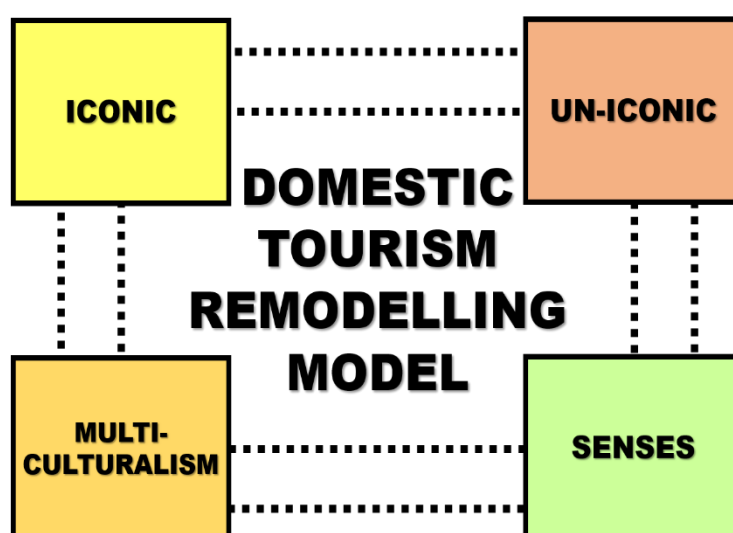 ICONIC
UN-ICONIC
DOMESTIC
TOURISM
REMODELLING
MODEL
MULTI-
CULTURALISM
SENSES